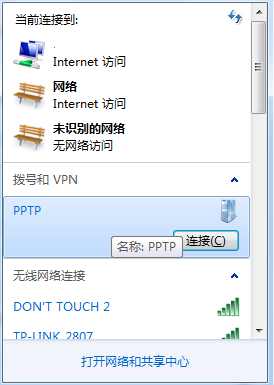 当前连接到:
.
Internet 访问
网络
Internet 访问
未识别的网络
无网络访问
拨号和 VPN
PPTP
连接(C)
名称: PPTP
无线网络连接
DON'T TOUCH 2
TP-LINK_2807
打开网络和共享中心